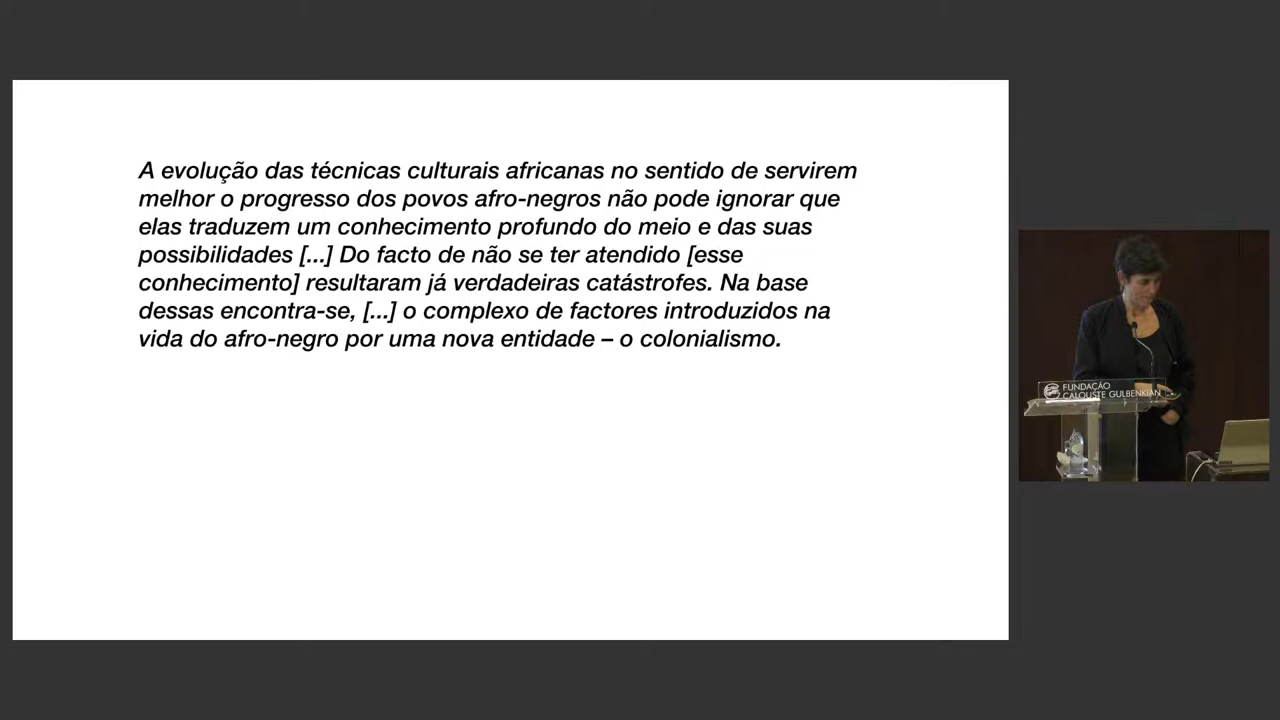 A evolução das técnicas culturais africanas no sentido de servirem
melhor o progresso dos povos afro-negros não pode ignorar que
elas traduzem um conhecimento profundo do meio e das suas
possibilidades [...] Do facto de não se ter atendido [esse
conhecimento] resultaram já verdadeiras catástrofes. Na base
dessas encontra-se, [...] o complexo de factores introduzidos na
vida do afro-negro por uma nova entidade – o colonialismo.
FUNDAÇÃO
CALOUSTE GULBENKIAN